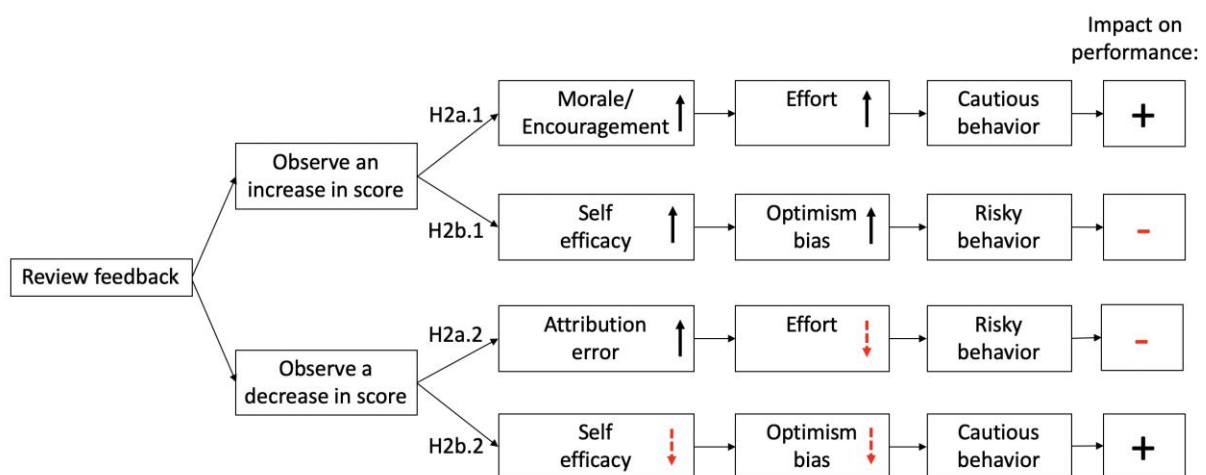 Impact on
performance:
H2a.1
Morale/
Encouragement
Effort
Cautious
behavior
+
Observe an
increase in score
H2b.1
Self
efficacy
Optimism
bias
Risky
behavior
-
Review feedback
H2a.2
Attribution
error
Effort
Risky
behavior
-
Observe a
decrease in score
H2b.2
Self
efficacy
Optimism
bias
Cautious
behavior
+